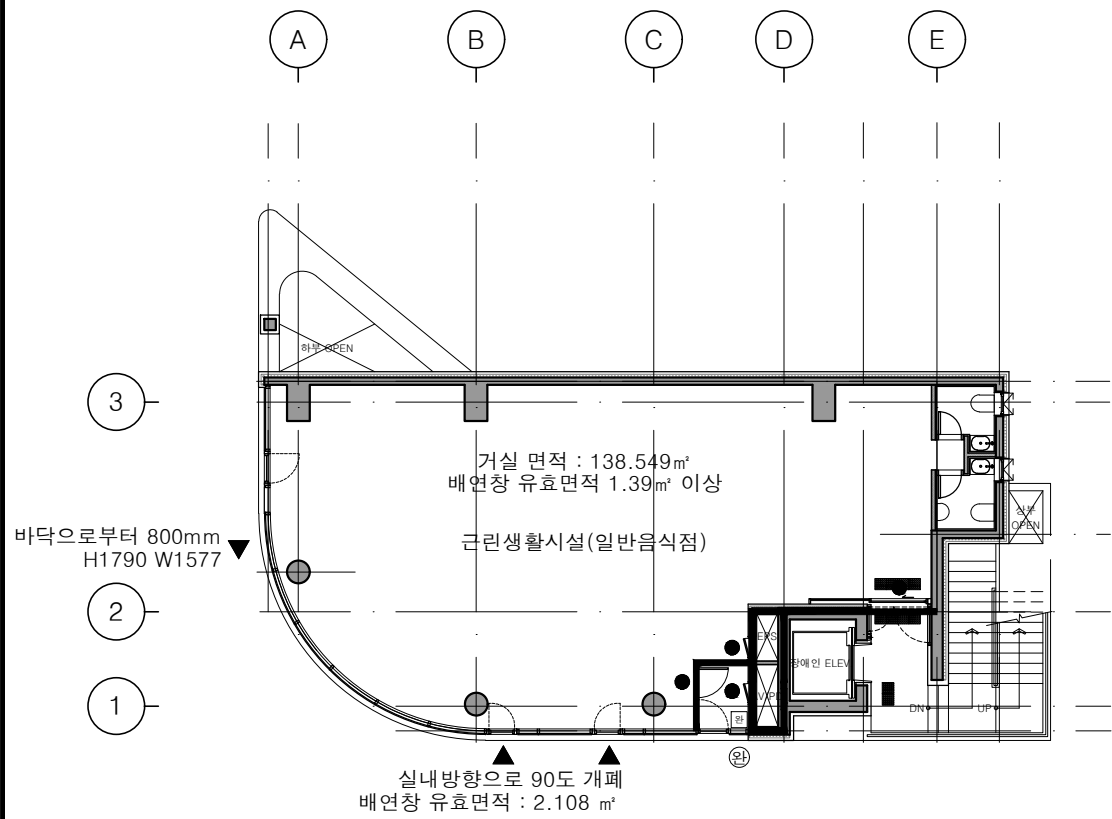 A
B
C
D
E
하부 OPEN
3
거실 면적 : 138.549㎡
배연창 유효면적 1.39㎡ 이상
바닥으로부터 800mm
H1790 W1577
근린생활시설(일반음식점)
상부
OPEN
2
EPS
장애인 ELEV
1
완
DN
UP
완
실내방향으로 90도 개폐
배연창 유효면적 : 2.108 ㎡